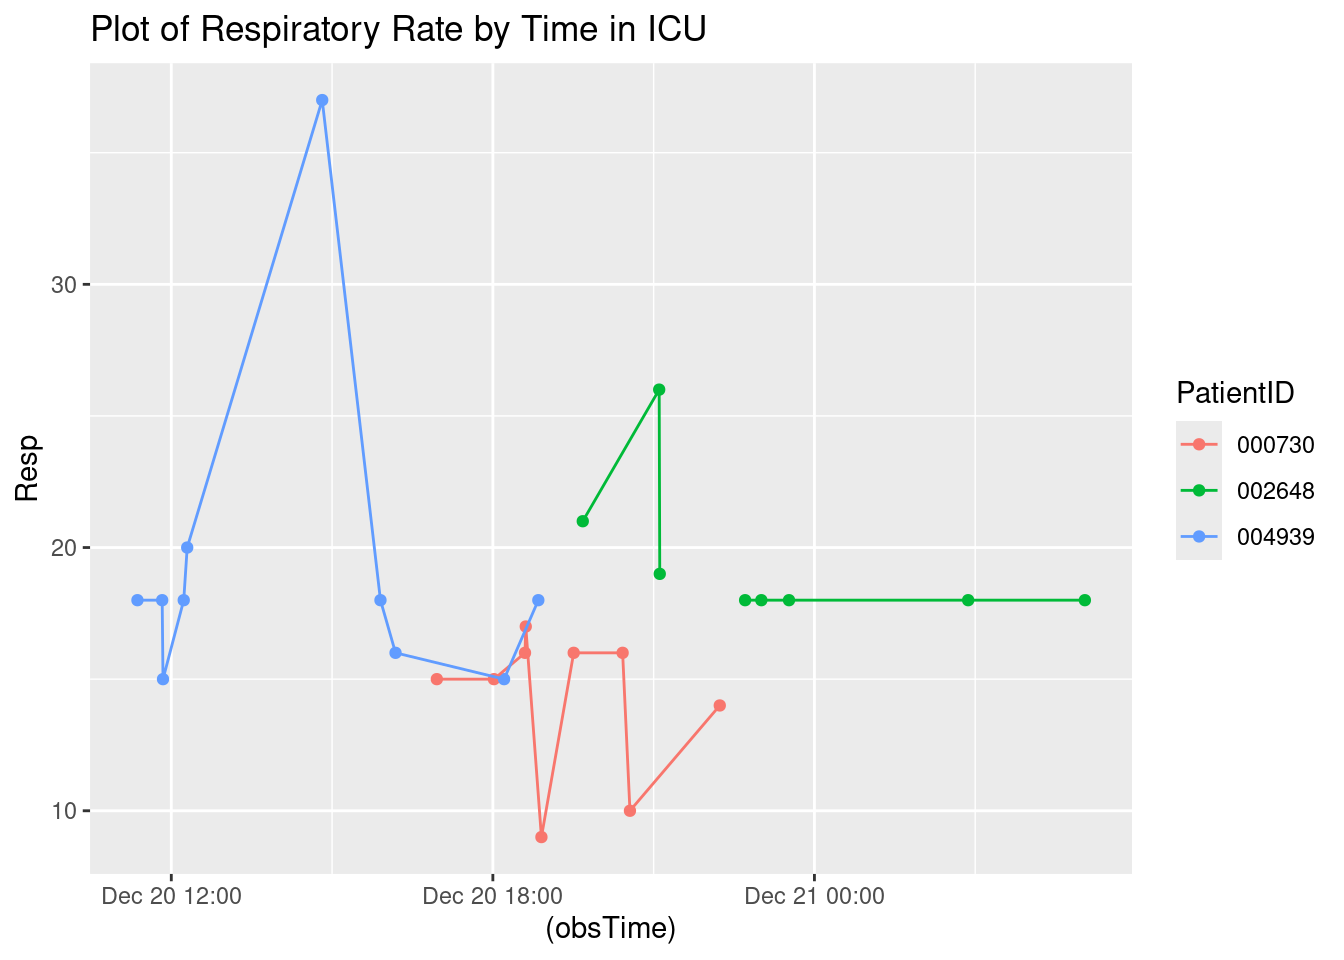 Plot of Respiratory Rate by Time in ICU
Resp
30
20
10
Dec 20 12:00
Dec 20 18:00
Dec 21 00:00
(obsTime)
PatientID
000730
002648
004939